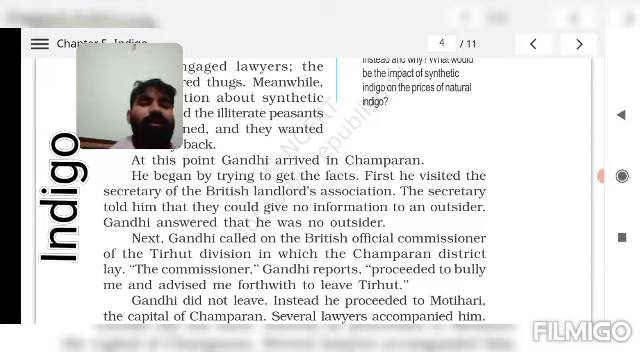 Chapter 5 Indigo
4 / 11
ngaged lawyers; the
red thugs. Meanwhile,
tion about synthetic
d the illiterate peasants
ned, and they wanted
back.
instead and why? What would
be the impact of synthetic
indigo on the prices of natural
indigo?
Indigo
At this point Gandhi arrived in Champaran.
He began by trying to get the facts. First he visited the
secretary of the British landlord's association. The secretary
told him that they could give no information to an outsider.
Gandhi answered that he was no outsider.
Next, Gandhi called on the British official commissioner
of the Tirhut division in which the Champaran district
lay. "The commissioner," Gandhi reports, "proceeded to bully
me and advised me forthwith to leave Tirhut."
Gandhi did not leave. Instead he proceeded to Motihari,
the capital of Champaran. Several lawyers accompanied him.
FILMIGO